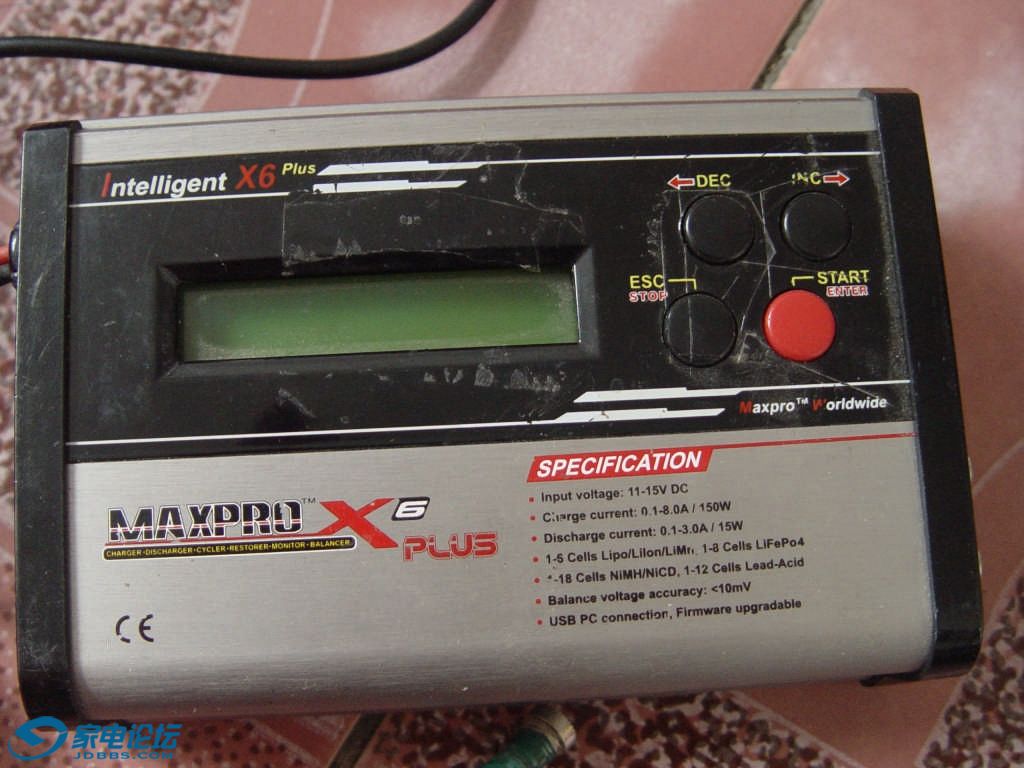 Intelligent X6 Plus
DEC
INC
ESC
STOP
START
ENTER
Maxpro™ Worldwide
MAXPRO™ X6 PLUS
CHARGER·DISCHARGER·CYCLER·RESTORER·MONITOR·BALANCER
CE
SPECIFICATION
• Input voltage: 11-15V DC
• Charge current: 0.1-8.0A / 150W
• Discharge current: 0.1-3.0A / 15W
• 1-6 Cells Lipo/LiIon/LiMn, 1-8 Cells LiFePo4
• 1-18 Cells NiMH/NiCD, 1-12 Cells Lead-Acid
• Balance voltage accuracy: <10mV
• USB PC connection, Firmware upgradable
家电论坛
JDBBS.COM